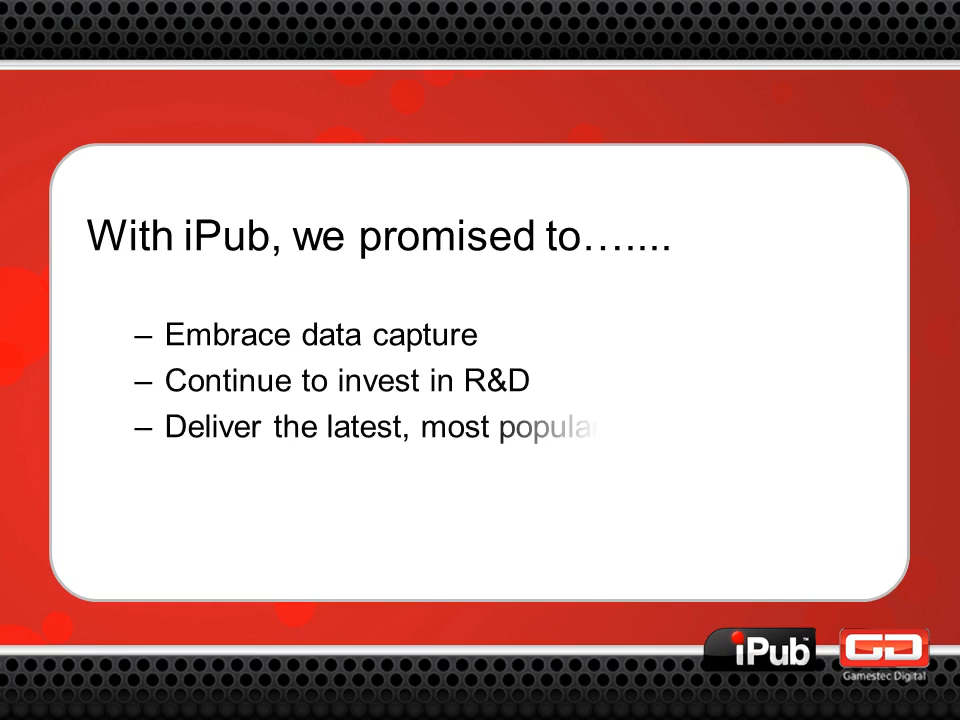 With iPub, we promised to…....
– Embrace data capture
– Continue to invest in R&D
– Deliver the latest, most popular
iPub™
GD
Gamestec Digital